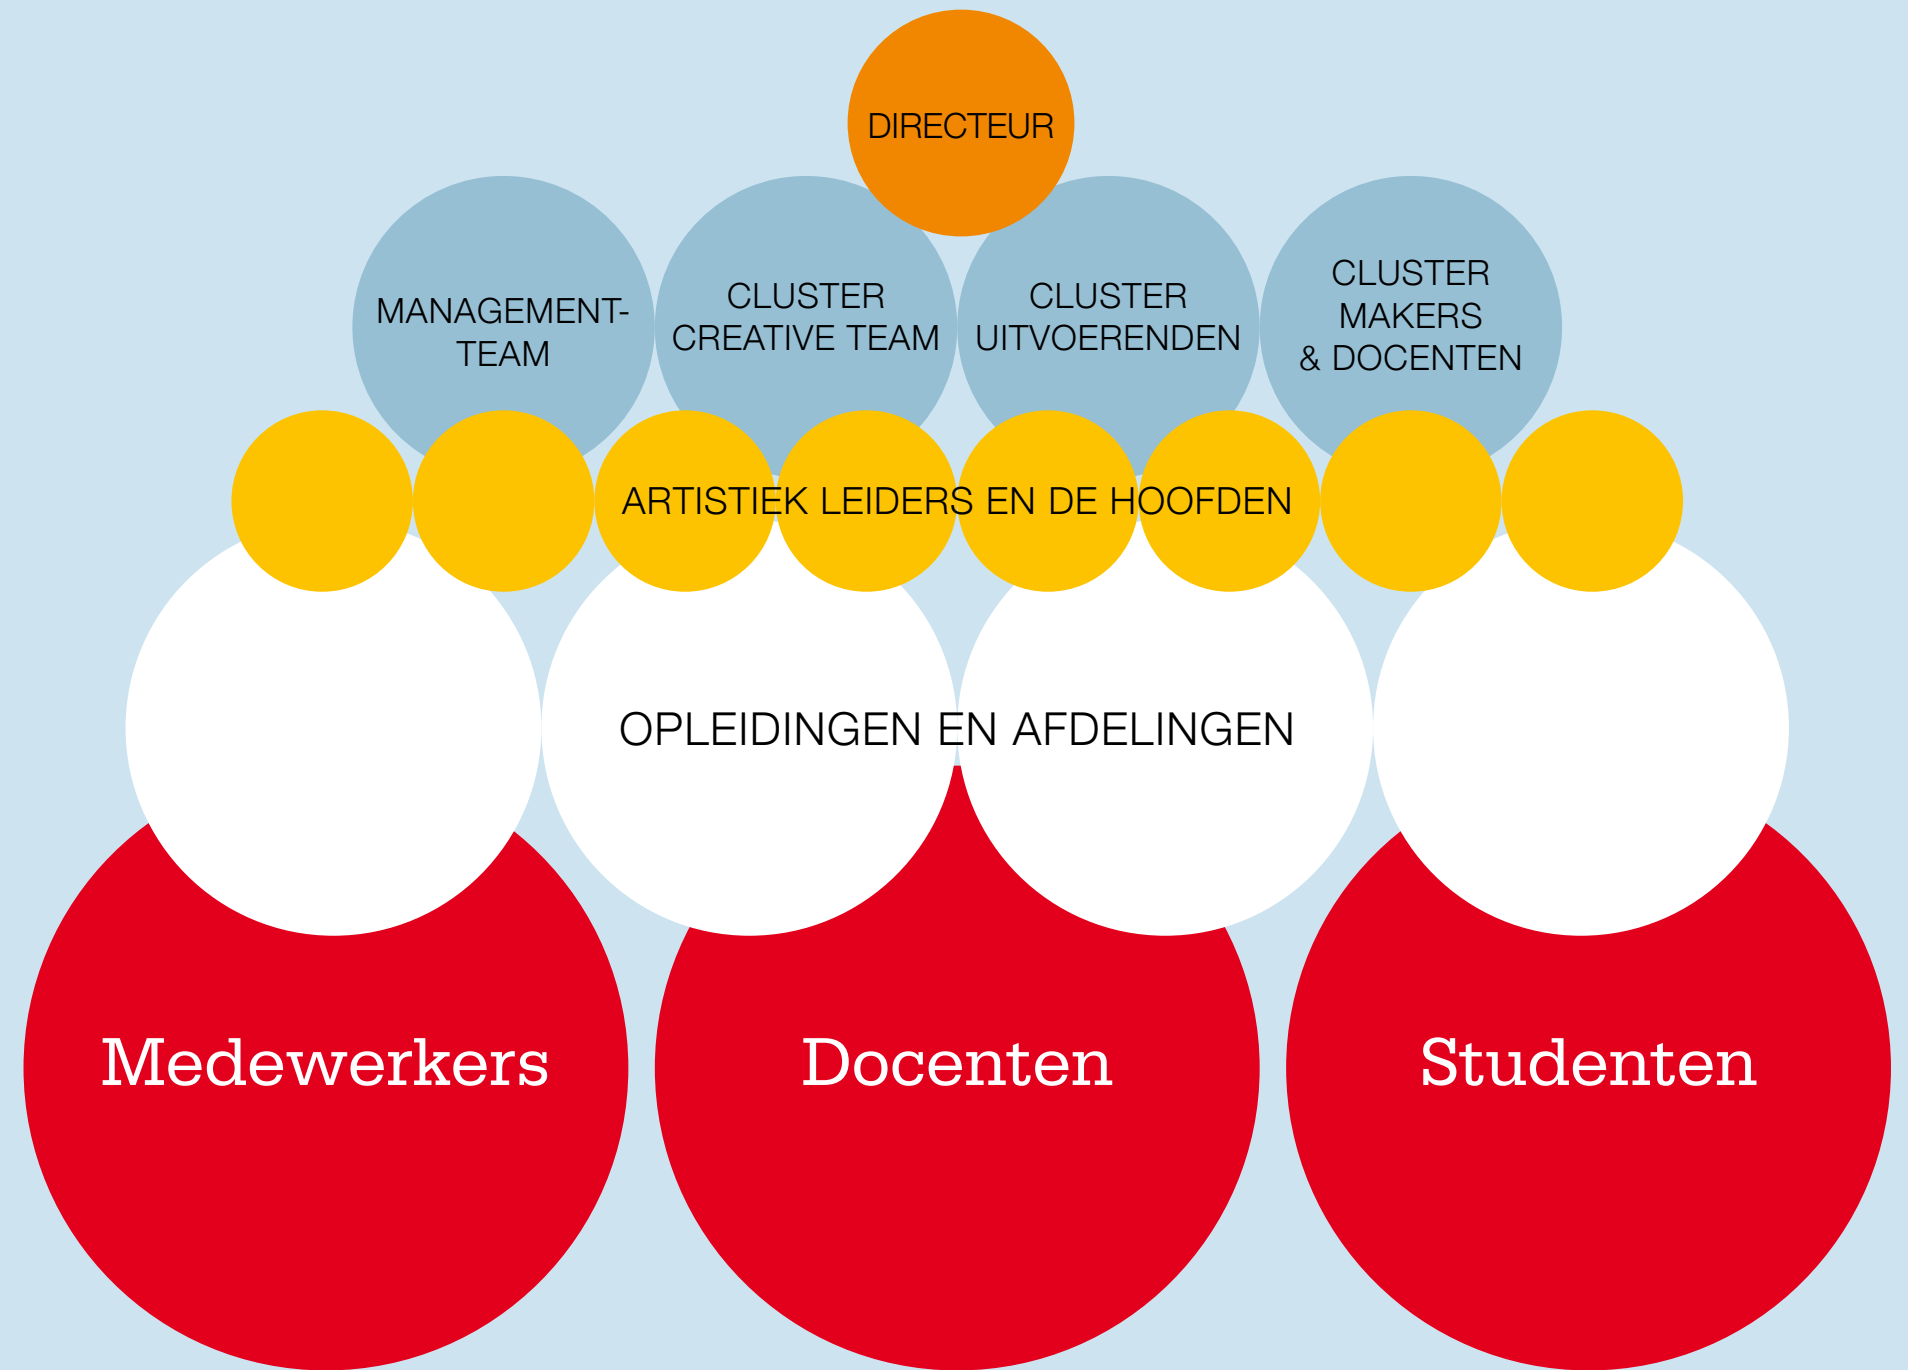 DIRECTEUR
MANAGEMENT-
TEAM
CLUSTER
CREATIVE TEAM
CLUSTER
UITVOERENDEN
CLUSTER
MAKERS
& DOCENTEN
ARTISTIEK LEIDERS EN DE HOOFDEN
OPLEIDINGEN EN AFDELINGEN
Medewerkers
Docenten
Studenten